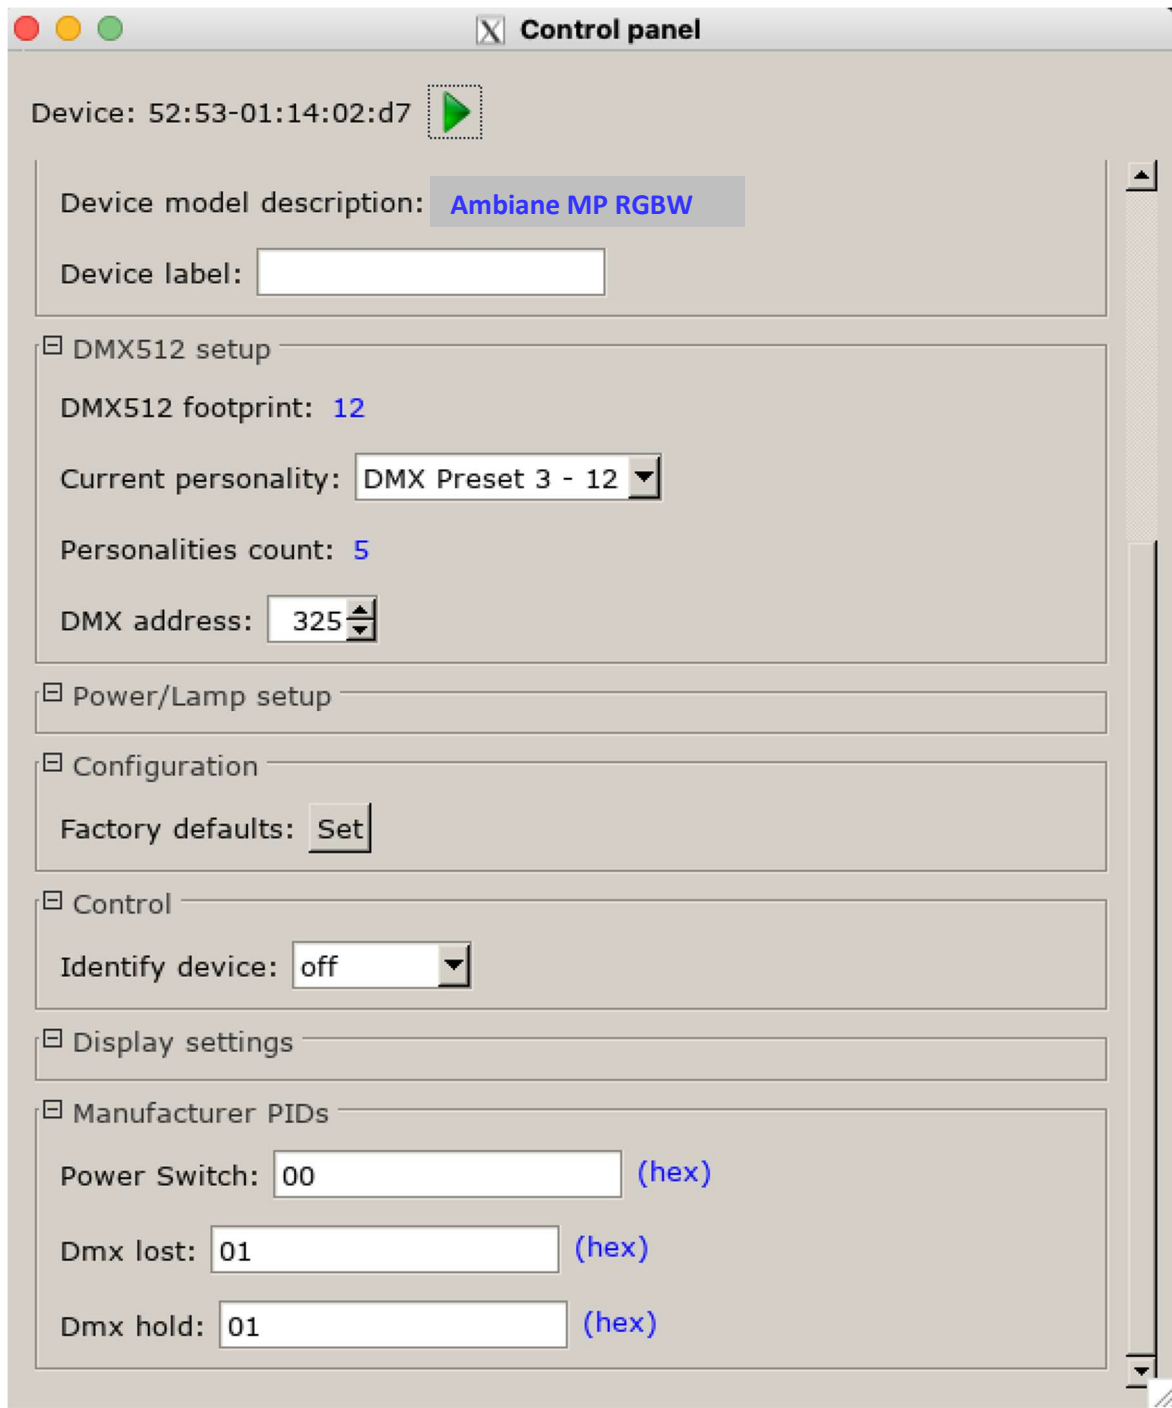 Control panel
Device: 52:53-01:14:02:d7
Device model description: Ambiane MP RGBW
Device label:
DMX512 setup
DMX512 footprint: 12
Current personality: DMX Preset 3 - 12
Personalities count: 5
DMX address: 325
Power/Lamp setup
Configuration
Factory defaults: Set
Control
Identify device: off
Display settings
Manufacturer PIDs
Power Switch: 00 (hex)
Dmx lost: 01 (hex)
Dmx hold: 01 (hex)